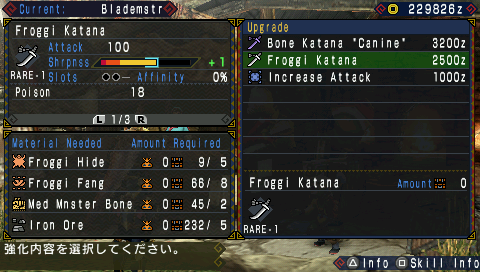 Current: Blademstr
229826z
Froggi Katana
Attack 100
Shrpnss +1
RARE-1 Slots Affinity 0%
Poison 18
L 1/3 R
Material Needed Amount Required
Froggi Hide 0 9/ 5
Froggi Fang 0 66/ 8
Med Mnster Bone 0 45/ 2
Iron Ore 0 232/ 5
Upgrade
Bone Katana "Canine" 3200z
Froggi Katana 2500z
Increase Attack 1000z
Froggi Katana Amount 0
RARE-1
強化内容を選択してください。
Info Skill Info